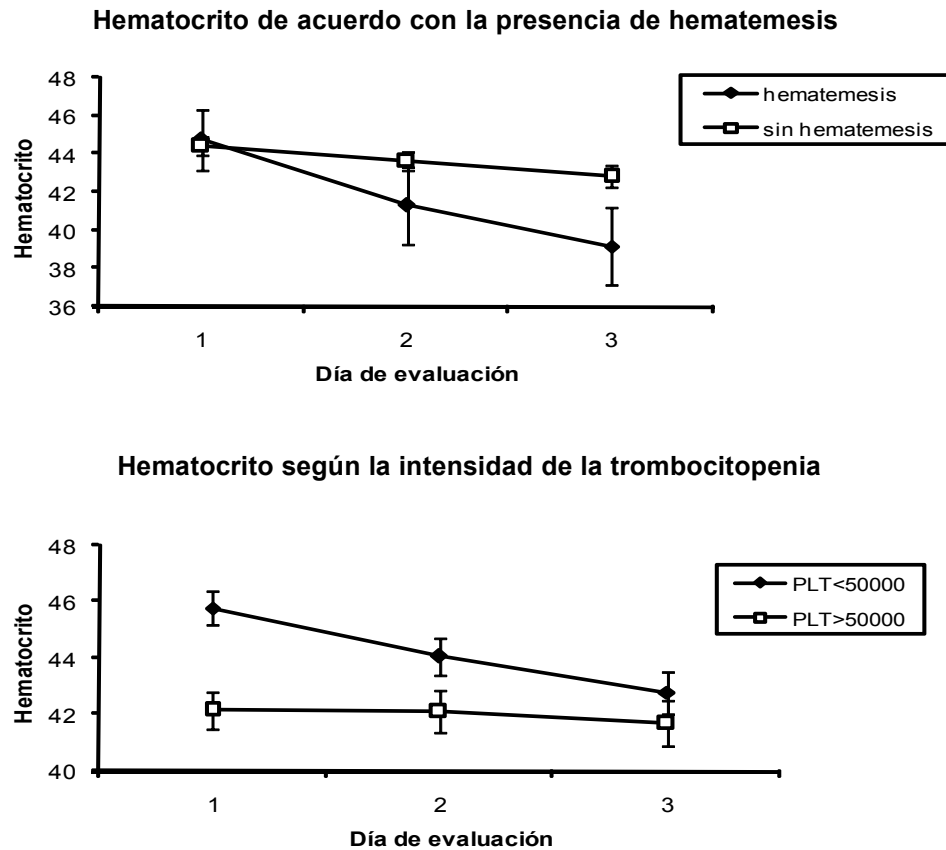 Hematocrito de acuerdo con la presencia de hematemesis
48
46
44
42
40
38
36
Hematocrito
hematemesis
sin hematemesis
1 2 3
Día de evaluación
Hematocrito según la intensidad de la trombocitopenia
48
46
44
42
40
Hematocrito
PLT<50000
PLT>50000
1 2 3
Día de evaluación